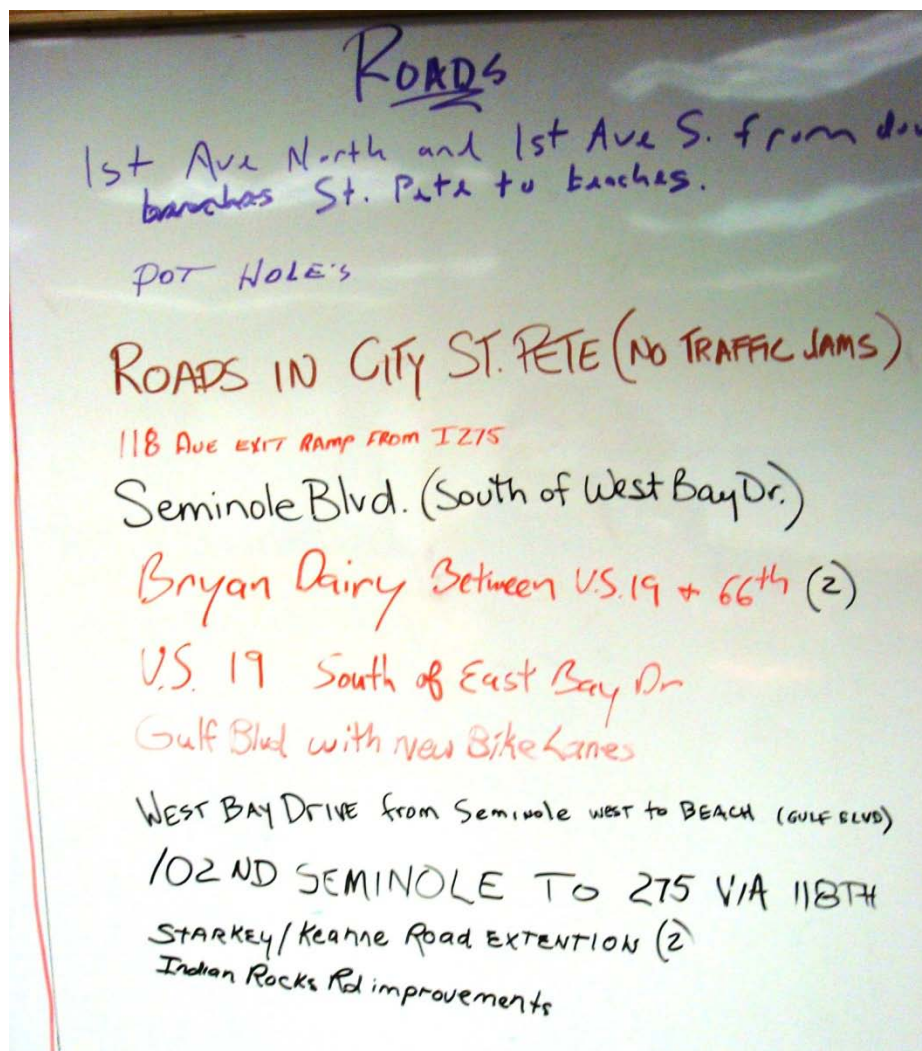 ROADS
1st Ave North and 1st Ave S. from
St. Pete to beaches.
POT HOLE'S
ROADS IN CITY ST. PETE (NO TRAFFIC JAMS)
118 AVE EXIT RAMP FROM I275
Seminole Blvd. (South of West Bay Dr.)
Bryan Dairy Between U.S. 19 + 66th (2)
U.S. 19 South of East Bay Dr
Gulf Blvd with New Bike Lanes
WEST BAY DRIVE from Seminole WEST to BEACH (GULF BLVD)
102 ND SEMINOLE TO 275 VIA 118TH
STARKEY/Keanne Road EXTENTION (2
Indian Rocks Rd improvements